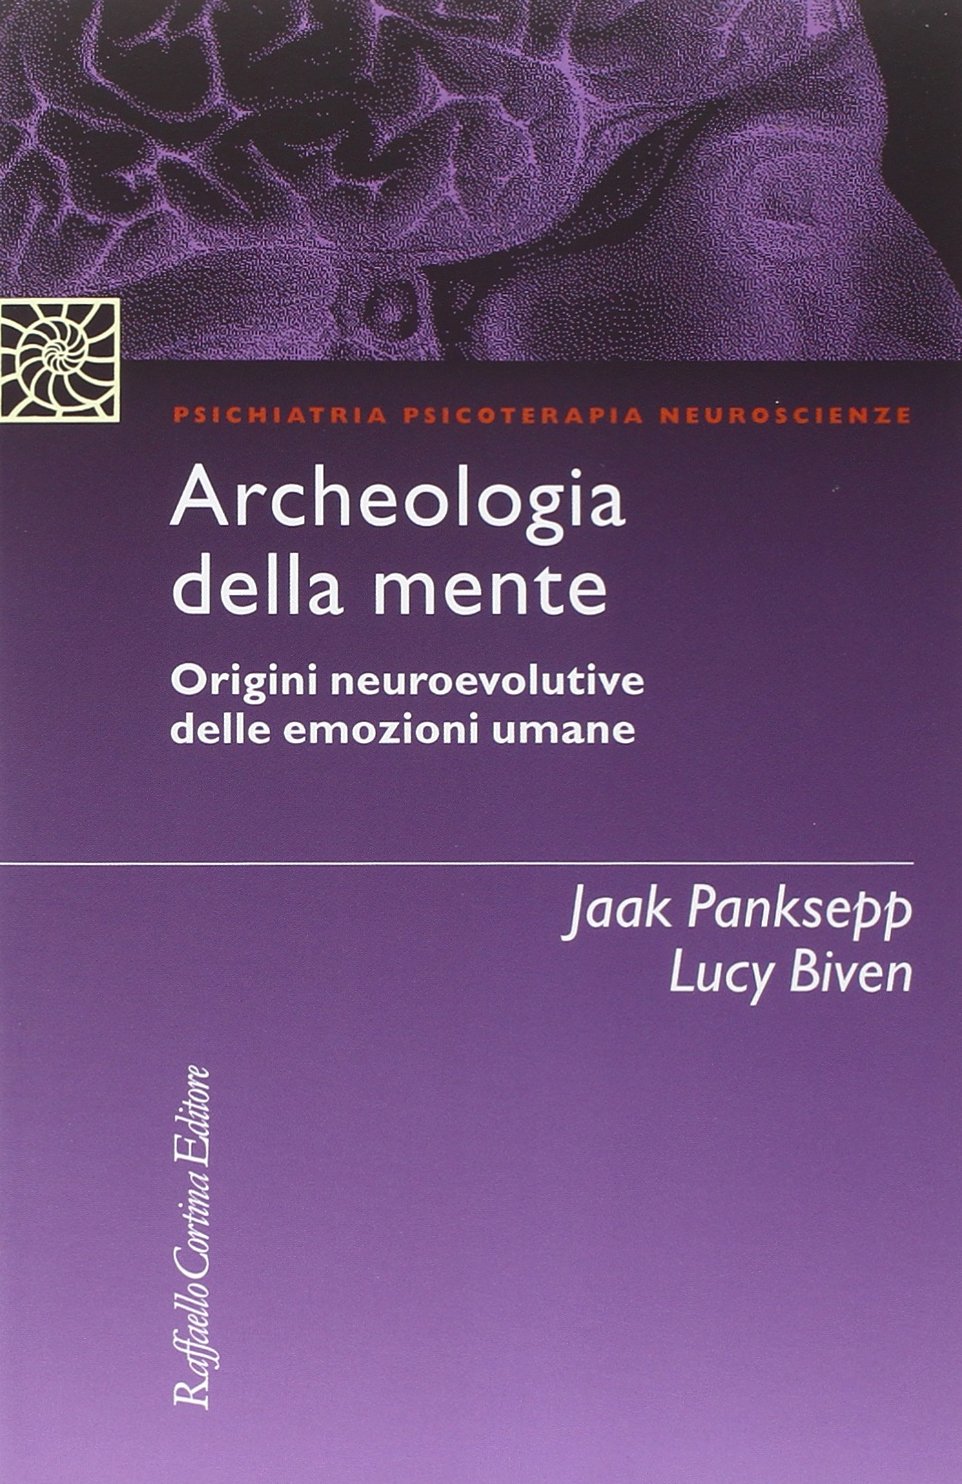 PSICHIATRIA PSICOTERAPIA NEUROSCIENZE
Archeologia
della mente
Origini neuroevolutive
delle emozioni umane
Jaak Panksepp
Lucy Biven
Raffaello Cortina Editore